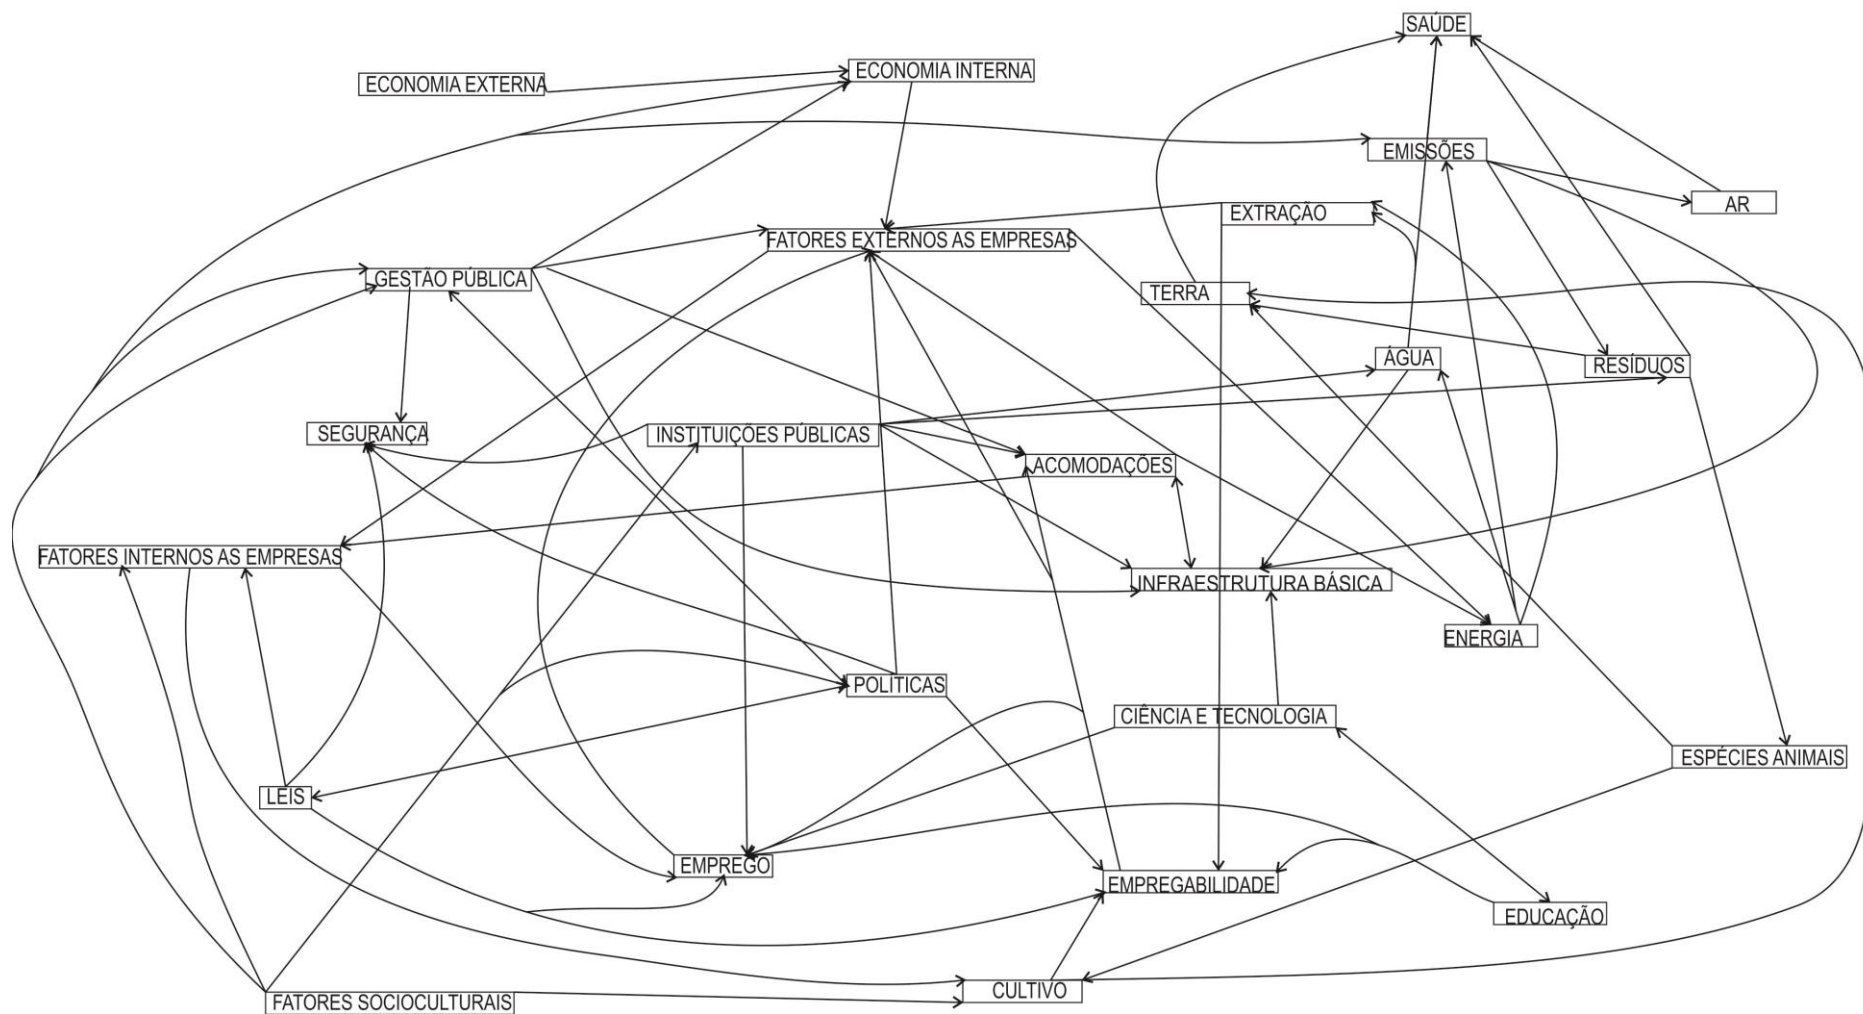 SAÚDE
ECONOMIA EXTERNA
ECONOMIA INTERNA
EMISSÕES
AR
EXTRAÇÃO
FATORES EXTERNOS AS EMPRESAS
GESTÃO PÚBLICA
TERRA
ÁGUA
RESÍDUOS
SEGURANÇA
INSTITUIÇÕES PÚBLICAS
ACOMODAÇÕES
FATORES INTERNOS AS EMPRESAS
INFRAESTRUTURA BÁSICA
ENERGIA
POLÍTICAS
CIÊNCIA E TECNOLOGIA
ESPÉCIES ANIMAIS
LEIS
EMPREGO
EMPREGABILIDADE
EDUCAÇÃO
CULTIVO
FATORES SOCIOCULTURAIS